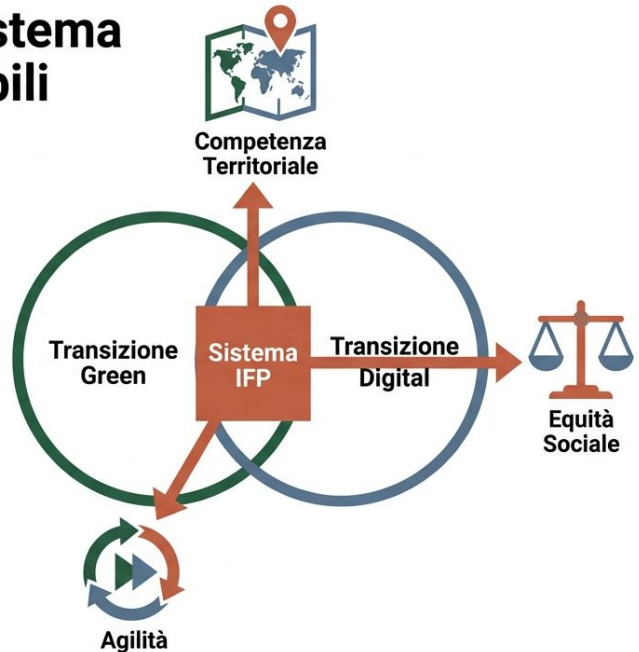 stema
bili
Competenza
Territoriale
Transizione
Green
Sistema
IFP
Transizione
Digital
Equità
Sociale
Agilità